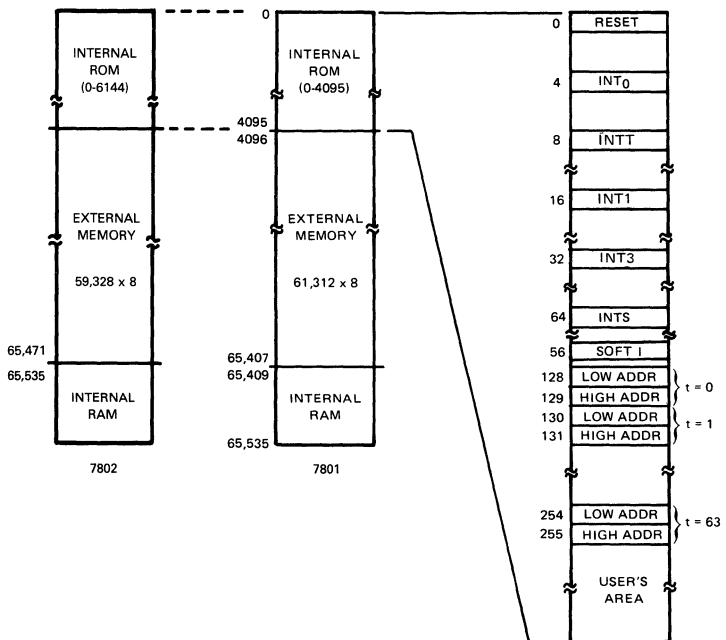 INTERNAL
ROM
(0-6144)
EXTERNAL
MEMORY
59,328 x 8
65,471
65,535
INTERNAL
RAM
7802
0
INTERNAL
ROM
(0-4095)
4095
4096
EXTERNAL
MEMORY
61,312 x 8
65,407
65,409
INTERNAL
RAM
65,535
7801
0 RESET
4 INT0
8 INTT
16 INT1
32 INT3
64 INTS
56 SOFT I
128 LOW ADDR
129 HIGH ADDR
t = 0
130 LOW ADDR
131 HIGH ADDR
t = 1
254 LOW ADDR
255 HIGH ADDR
t = 63
USER'S
AREA